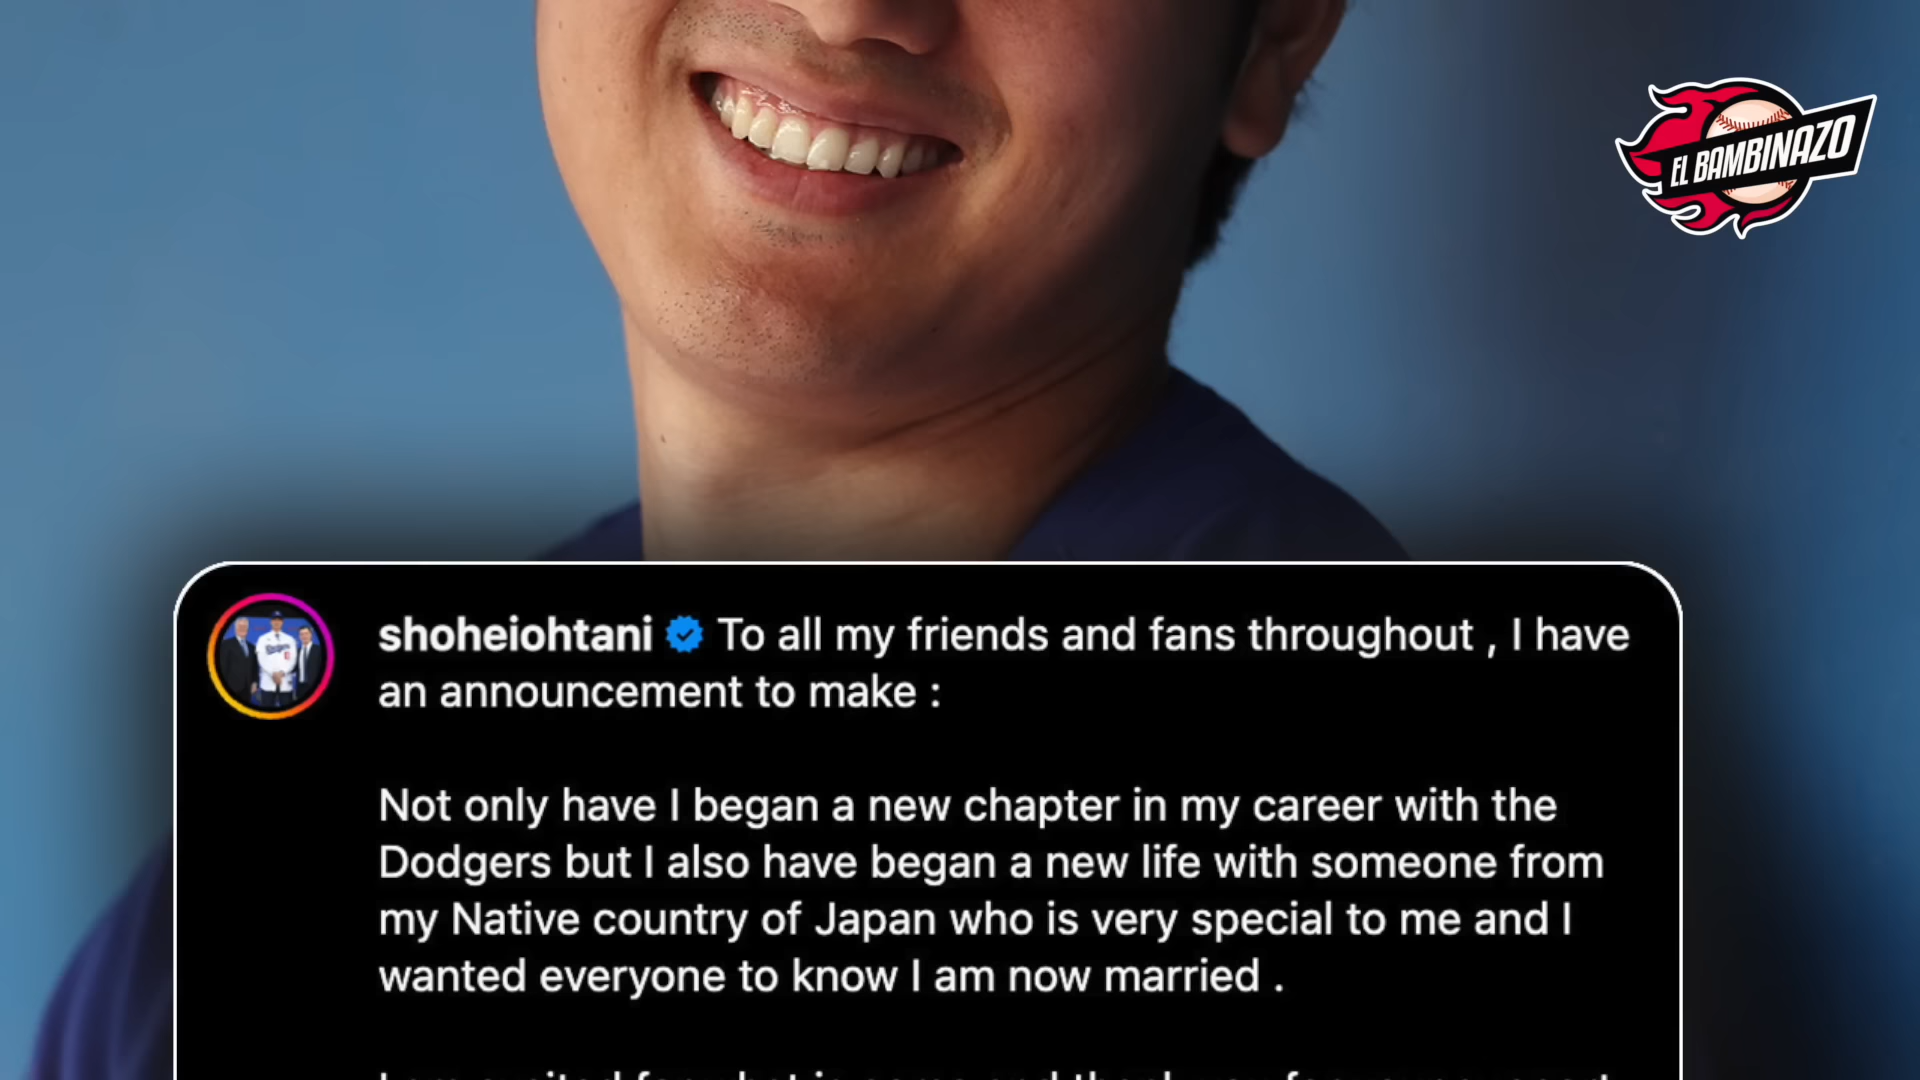 EL BAMBINAZO
shoheiohtani To all my friends and fans throughout , I have
an announcement to make :
Not only have I began a new chapter in my career with the
Dodgers but I also have began a new life with someone from
my Native country of Japan who is very special to me and I
wanted everyone to know I am now married .